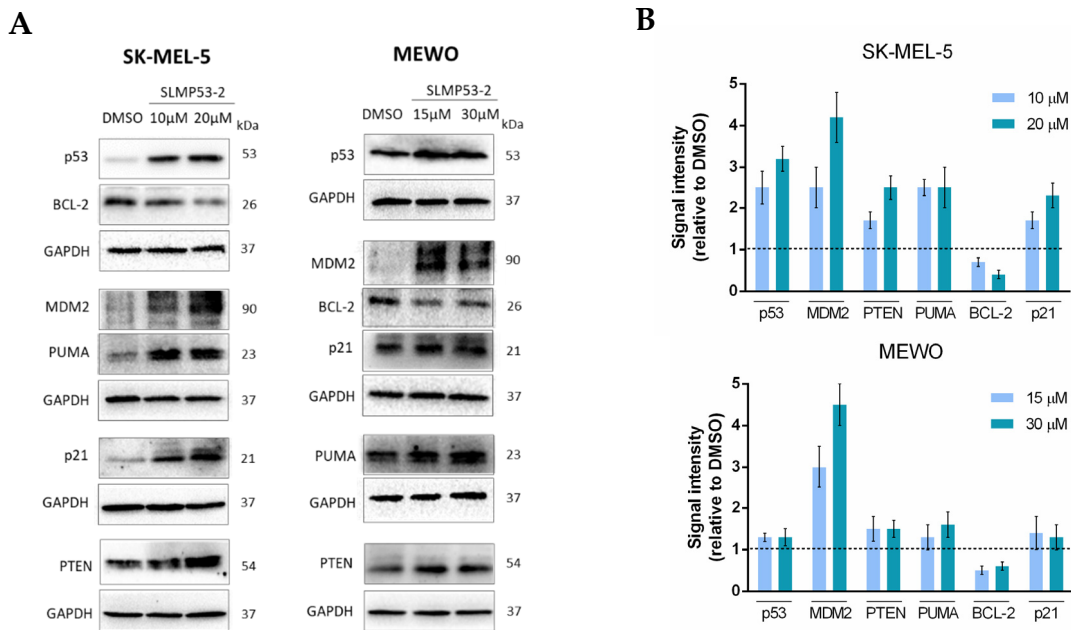 A
SK-MEL-5
SLMP53-2
DMSO 10μM 20μM kDa
p53 53
BCL-2 26
GAPDH 37
MDM2 90
PUMA 23
GAPDH 37
p21 21
GAPDH 37
PTEN 54
GAPDH 37
MEWO
SLMP53-2
DMSO 15μM 30μM kDa
p53 53
GAPDH 37
MDM2 90
BCL-2 26
p21 21
GAPDH 37
PUMA 23
GAPDH 37
PTEN 54
GAPDH 37
B
SK-MEL-5
Signal intensity
(relative to DMSO)
5
4
3
2
1
0
10 μM
20 μM
p53 MDM2 PTEN PUMA BCL-2 p21
MEWO
Signal intensity
(relative to DMSO)
5
4
3
2
1
0
15 μM
30 μM
p53 MDM2 PTEN PUMA BCL-2 p21